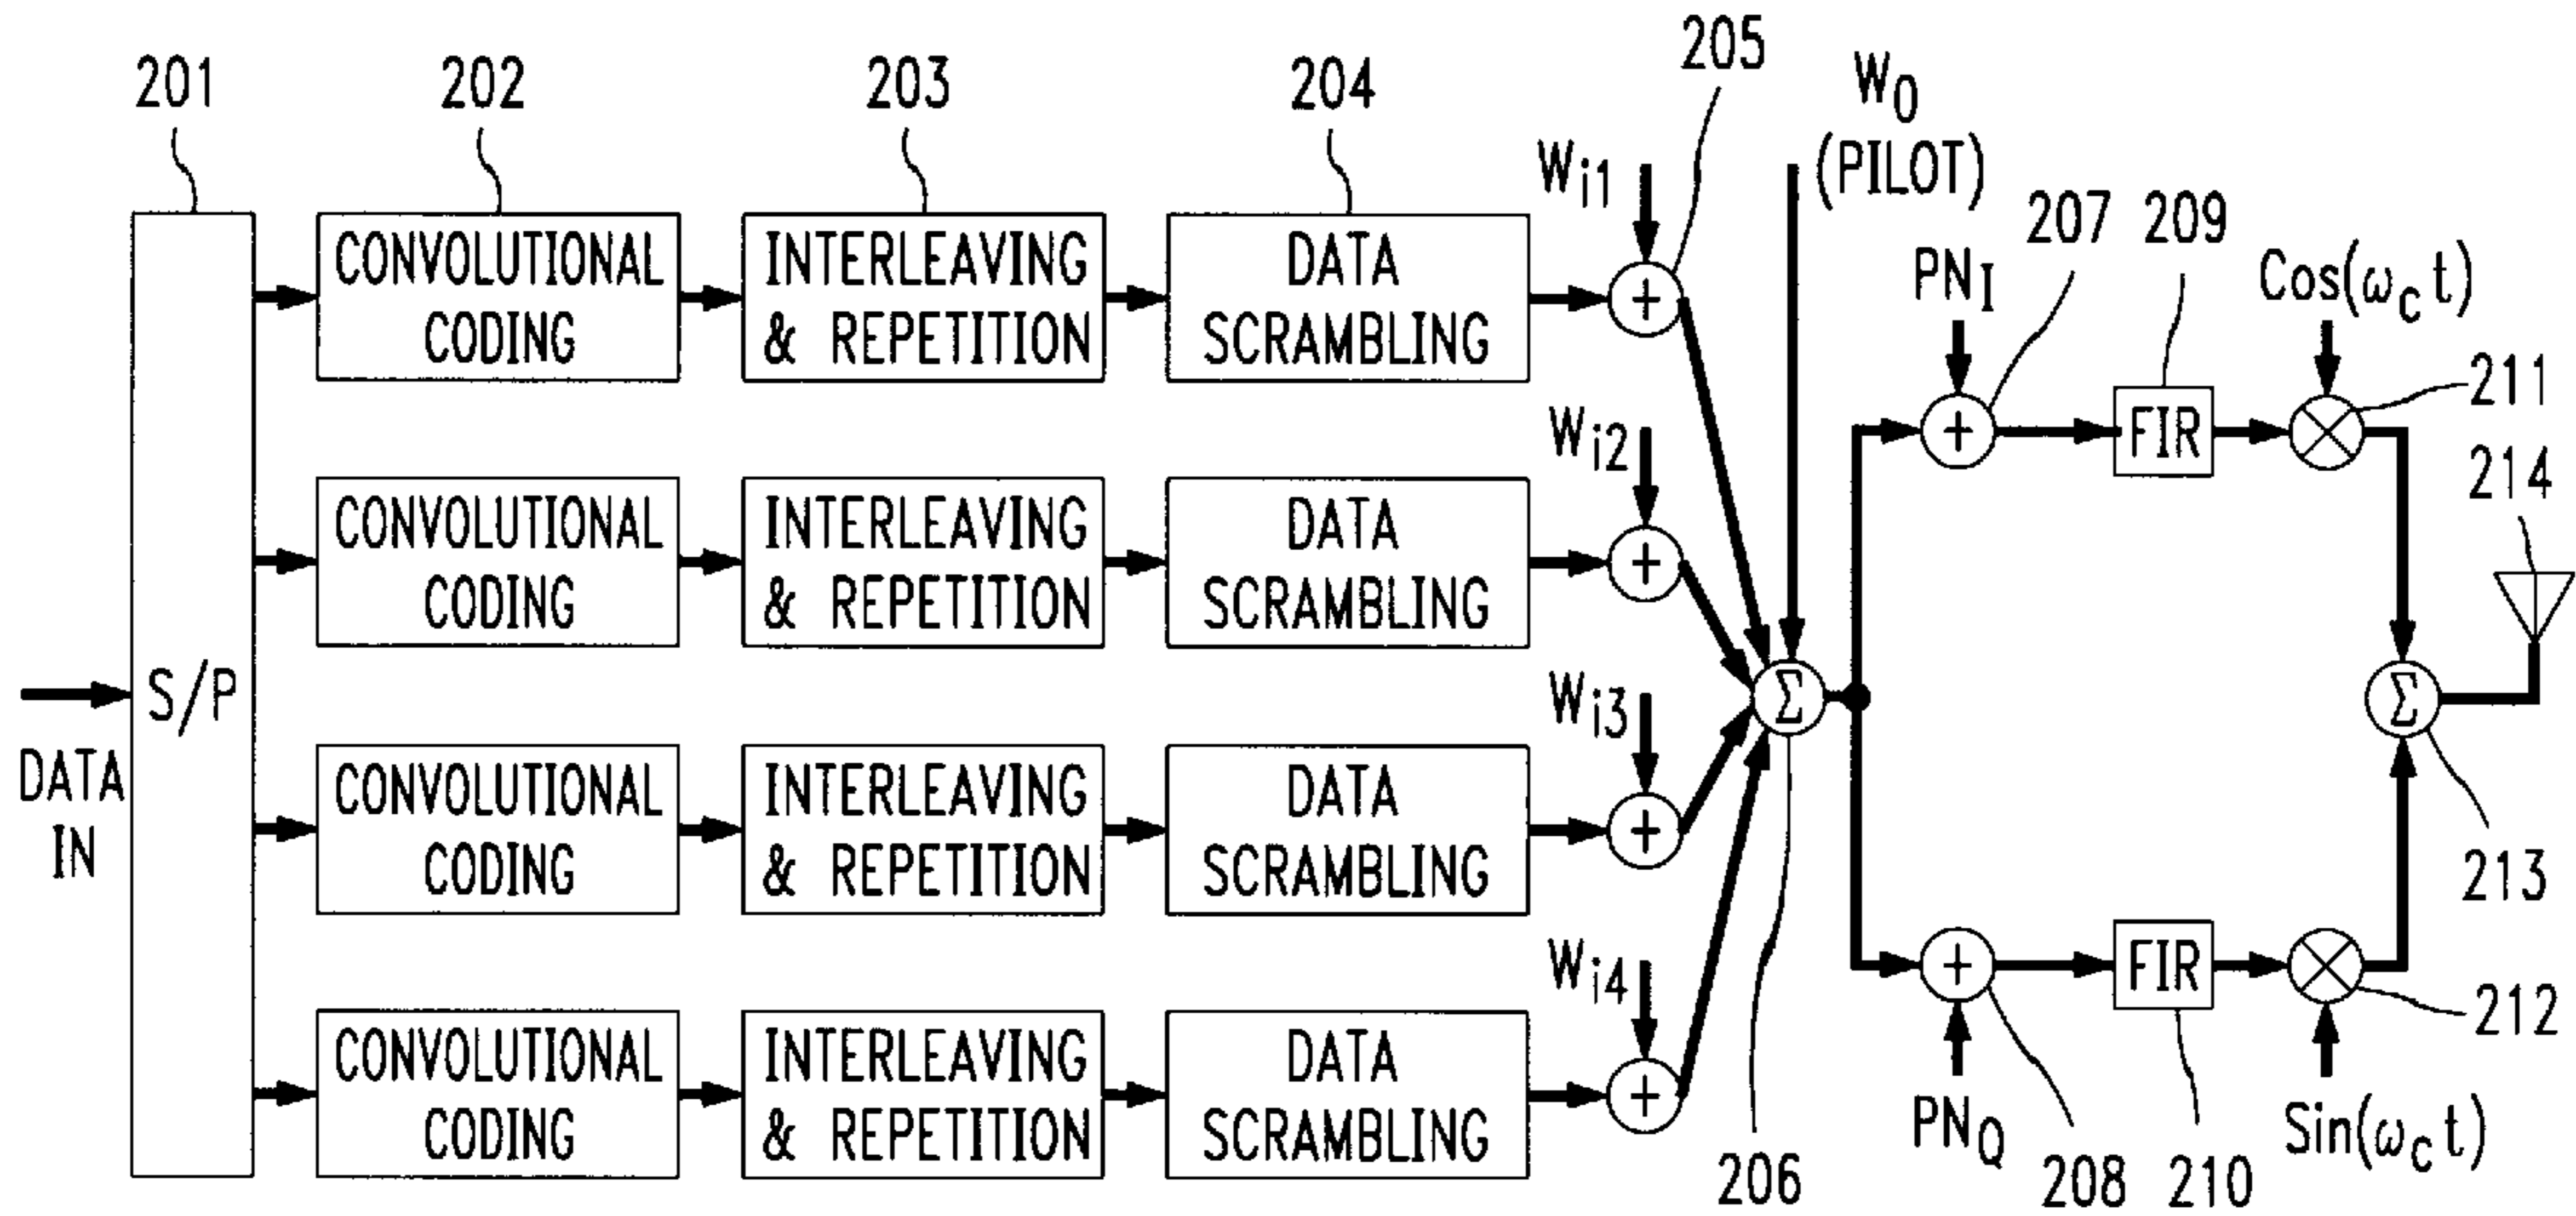 201
202
203
204
205
W0
(PILOT)
207
209
Cos(ωc t)
211
214
Wi1
PNI
CONVOLUTIONAL
CODING
INTERLEAVING
& REPETITION
DATA
SCRAMBLING
+
+
FIR
Wi2
CONVOLUTIONAL
CODING
INTERLEAVING
& REPETITION
DATA
SCRAMBLING
+
S/P
DATA
IN
Wi3
Σ
Σ
CONVOLUTIONAL
CODING
INTERLEAVING
& REPETITION
DATA
SCRAMBLING
+
213
Wi4
+
FIR
212
CONVOLUTIONAL
CODING
INTERLEAVING
& REPETITION
DATA
SCRAMBLING
+
PNQ
Sin(ωc t)
206
208
210